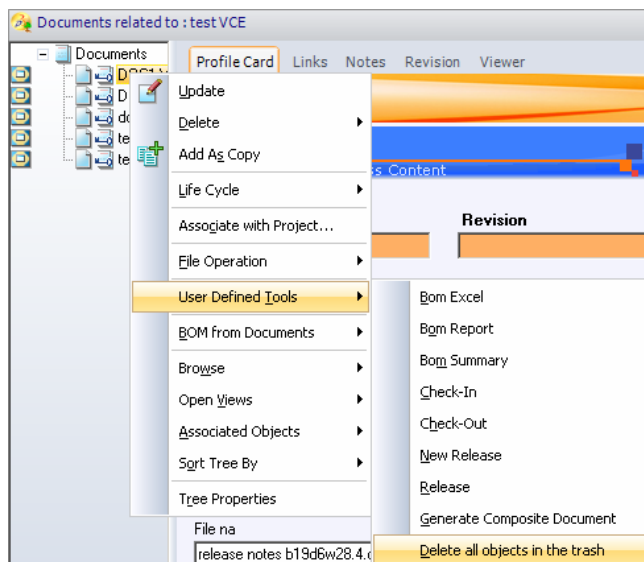 Documents related to : test VCE
Documents
Profile Card Links Notes Revision Viewer
Update
Delete
Add As Copy
Life Cycle
ss Content
Associate with Project...
Revision
File Operation
User Defined Tools
Bom Excel
BOM from Documents
Bom Report
Browse
Bom Summary
Open Views
Check-In
Associated Objects
Check-Out
Sort Tree By
New Release
Tree Properties
Release
Generate Composite Document
File na
release notes b19d6w28.4.
Delete all objects in the trash